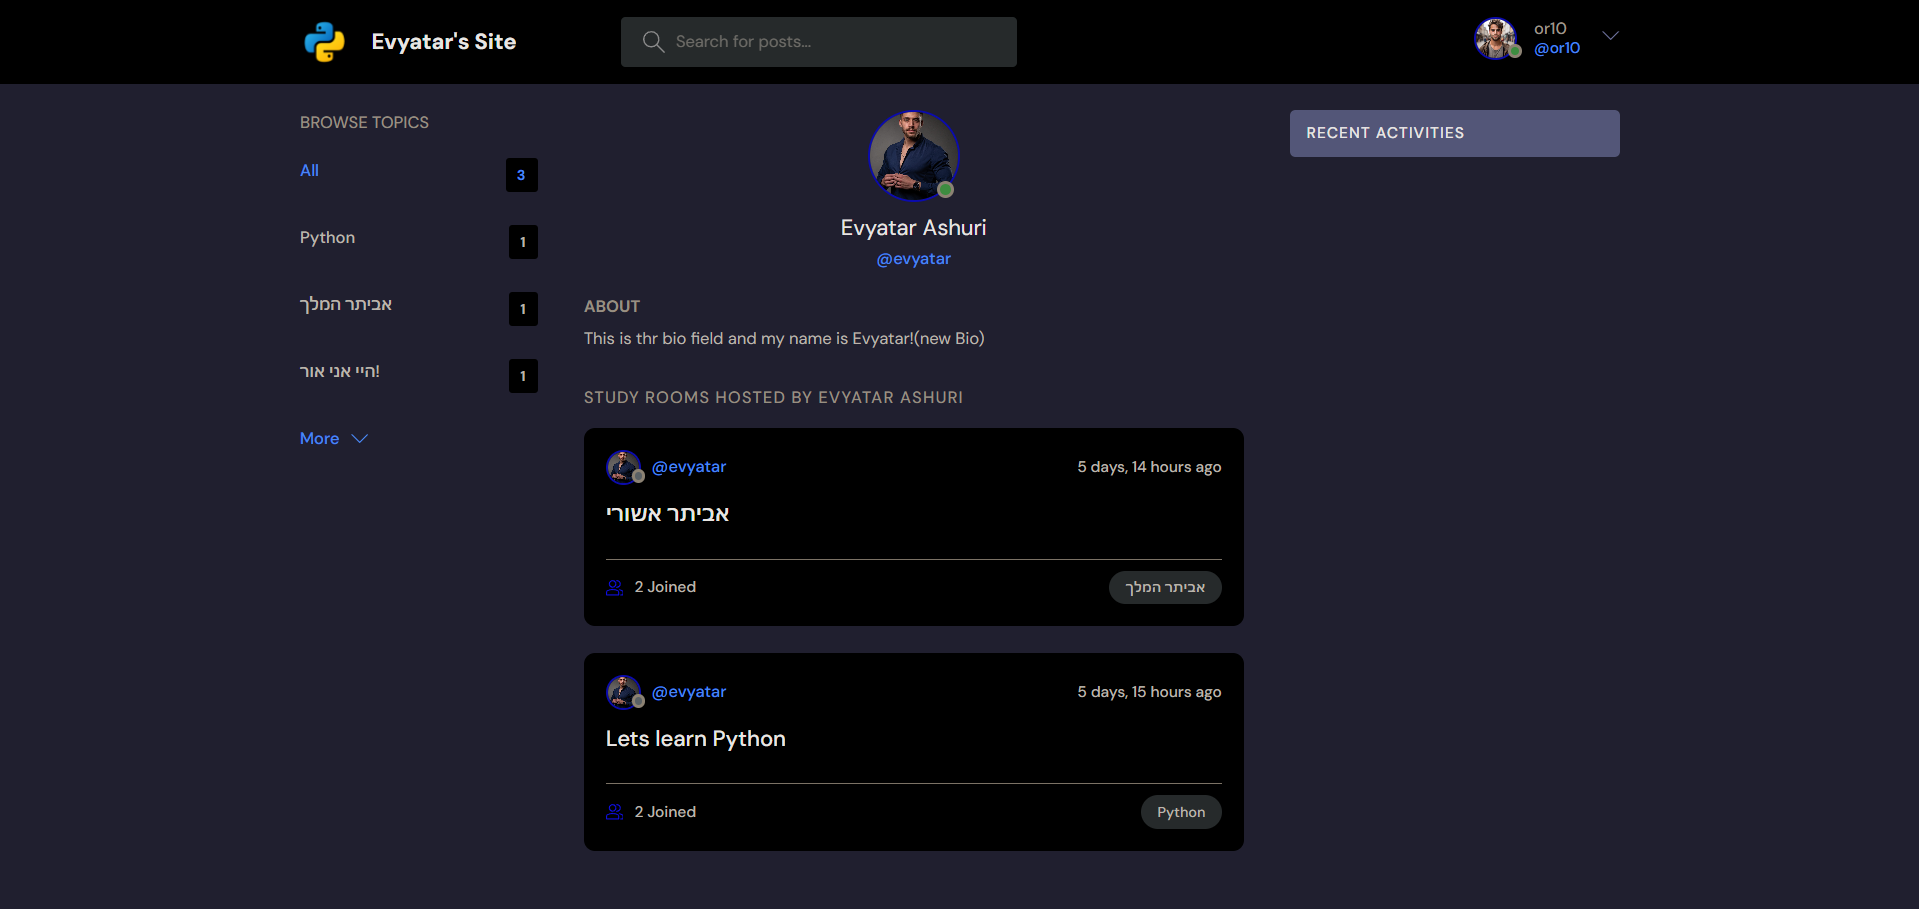 Evyatar's Site
Search for posts...
or10
@or10
BROWSE TOPICS
All
3
Python
1
אביתר המלך
1
היי אני אור!
1
More
Evyatar Ashuri
@evyatar
ABOUT
This is thr bio field and my name is Evyatar!(new Bio)
STUDY ROOMS HOSTED BY EVYATAR ASHURI
@evyatar
5 days, 14 hours ago
אביתר אשורי
2 Joined
אביתר המלך
@evyatar
5 days, 15 hours ago
Lets learn Python
2 Joined
Python
RECENT ACTIVITIES